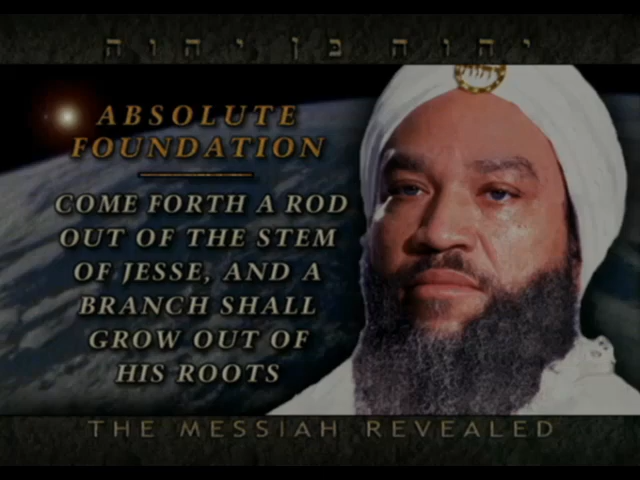 יהוה בן יהוה
ABSOLUTE
FOUNDATION
COME FORTH A ROD
OUT OF THE STEM
OF JESSE, AND A
BRANCH SHALL
GROW OUT OF
HIS ROOTS
יהוה
THE MESSIAH REVEALED